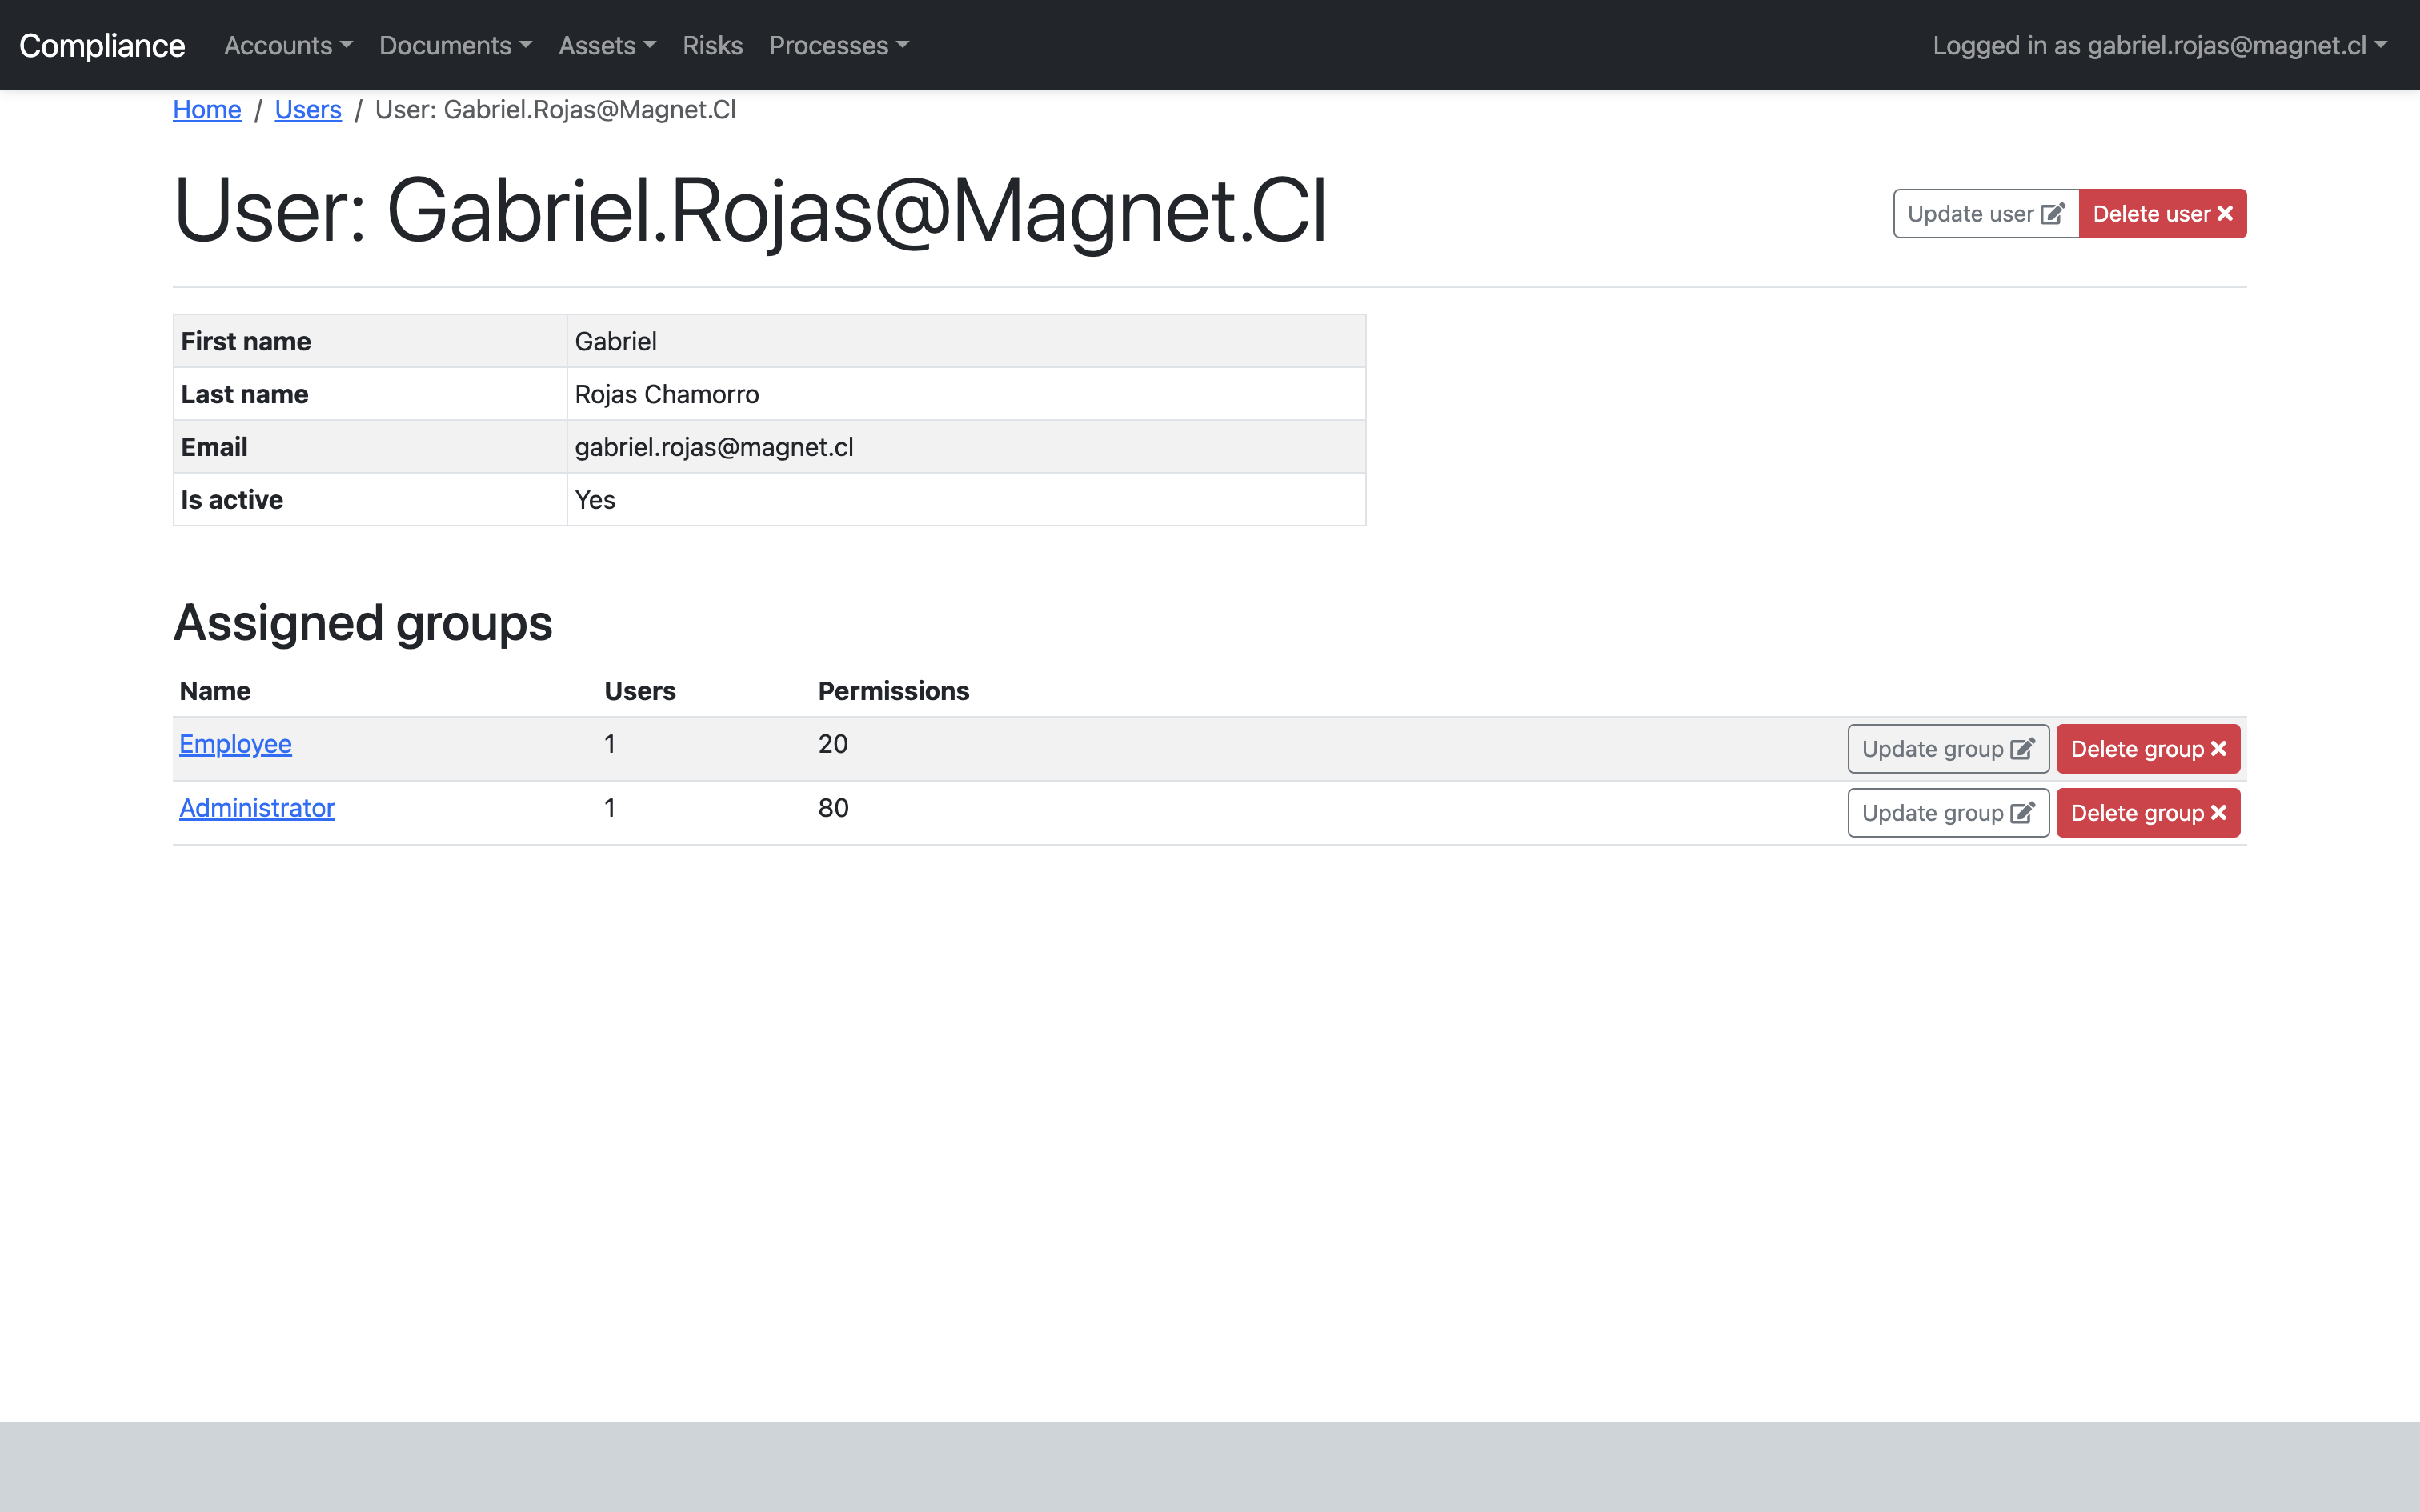 Compliance Accounts Documents Assets Risks Processes Logged in as gabriel.rojas@magnet.cl
Home / Users / User: Gabriel.Rojas@Magnet.Cl
User: Gabriel.Rojas@Magnet.Cl
Update user Delete user
First name Gabriel
Last name Rojas Chamorro
Email gabriel.rojas@magnet.cl
Is active Yes
Assigned groups
Name Users Permissions
Employee 1 20 Update group Delete group
Administrator 1 80 Update group Delete group